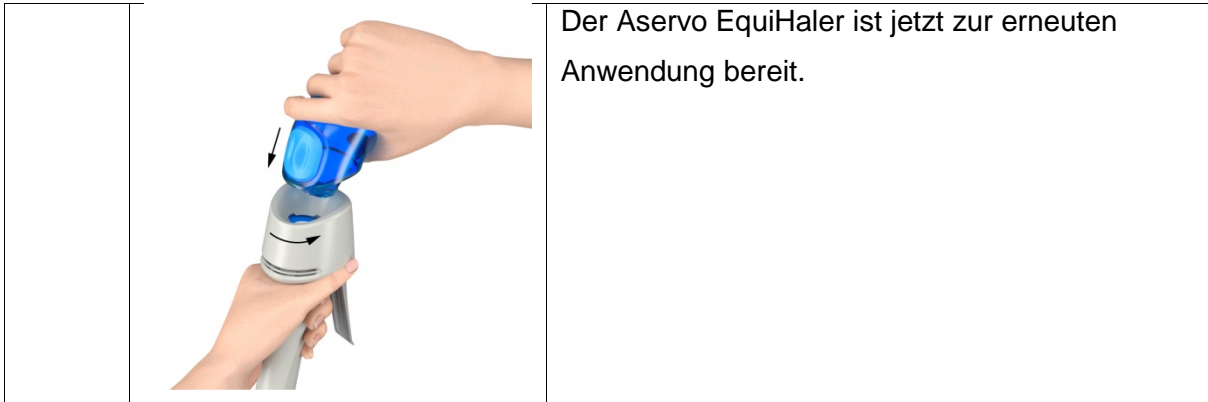 Der Aservo EquiHaler ist jetzt zur erneuten
Anwendung bereit.